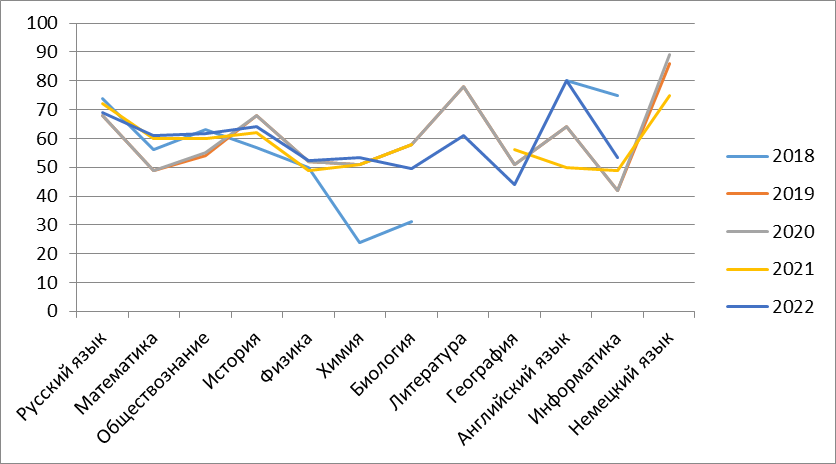 100
90
80
70
60
50
40
30
20
10
0
Русский язык
Математика
Обществознание
История
Физика
Химия
Биология
Литература
География
Английский язык
Информатика
Немецкий язык
2018
2019
2020
2021
2022